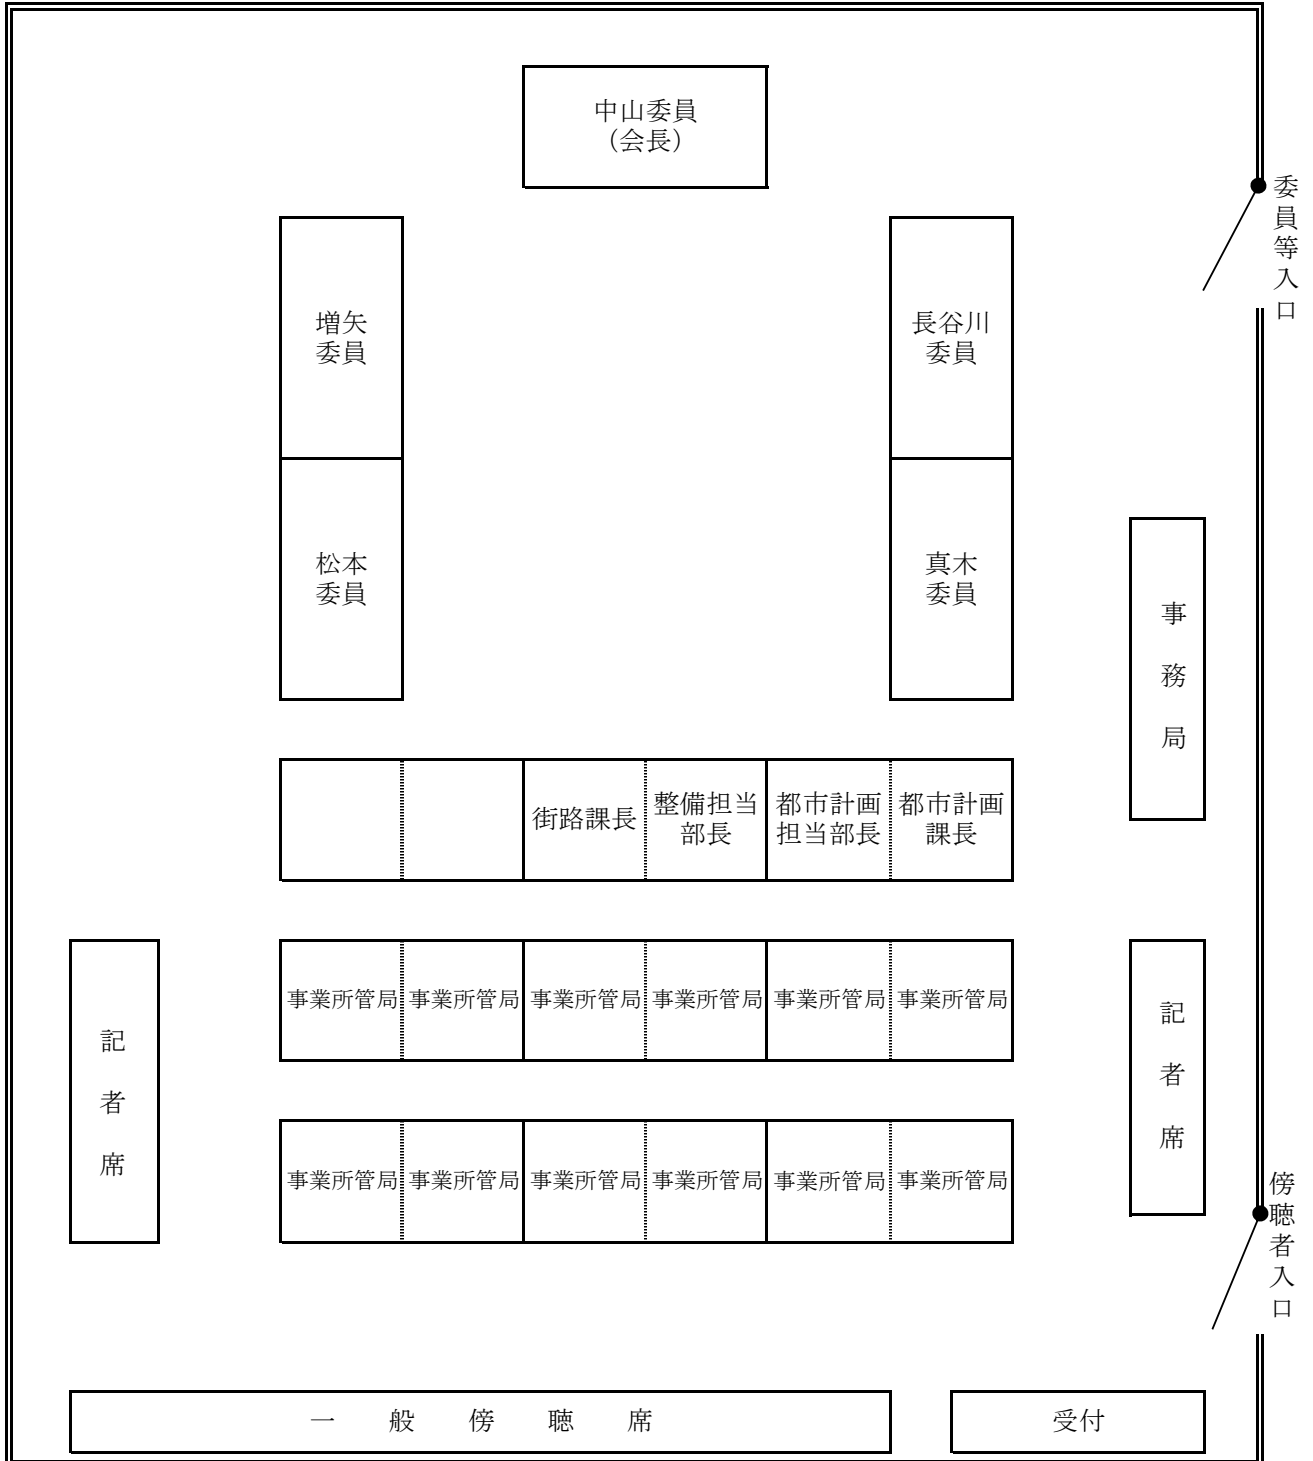 中山委員
（会長）
委員等入口
増矢
委員
長谷川
委員
松本
委員
真木
委員
事務局
街路課長
整備担当
部長
都市計画
担当部長
都市計画
課長
記者席
事業所管局
事業所管局
事業所管局
事業所管局
事業所管局
事業所管局
記者席
事業所管局
事業所管局
事業所管局
事業所管局
事業所管局
事業所管局
傍聴者入口
一般傍聴席
受付